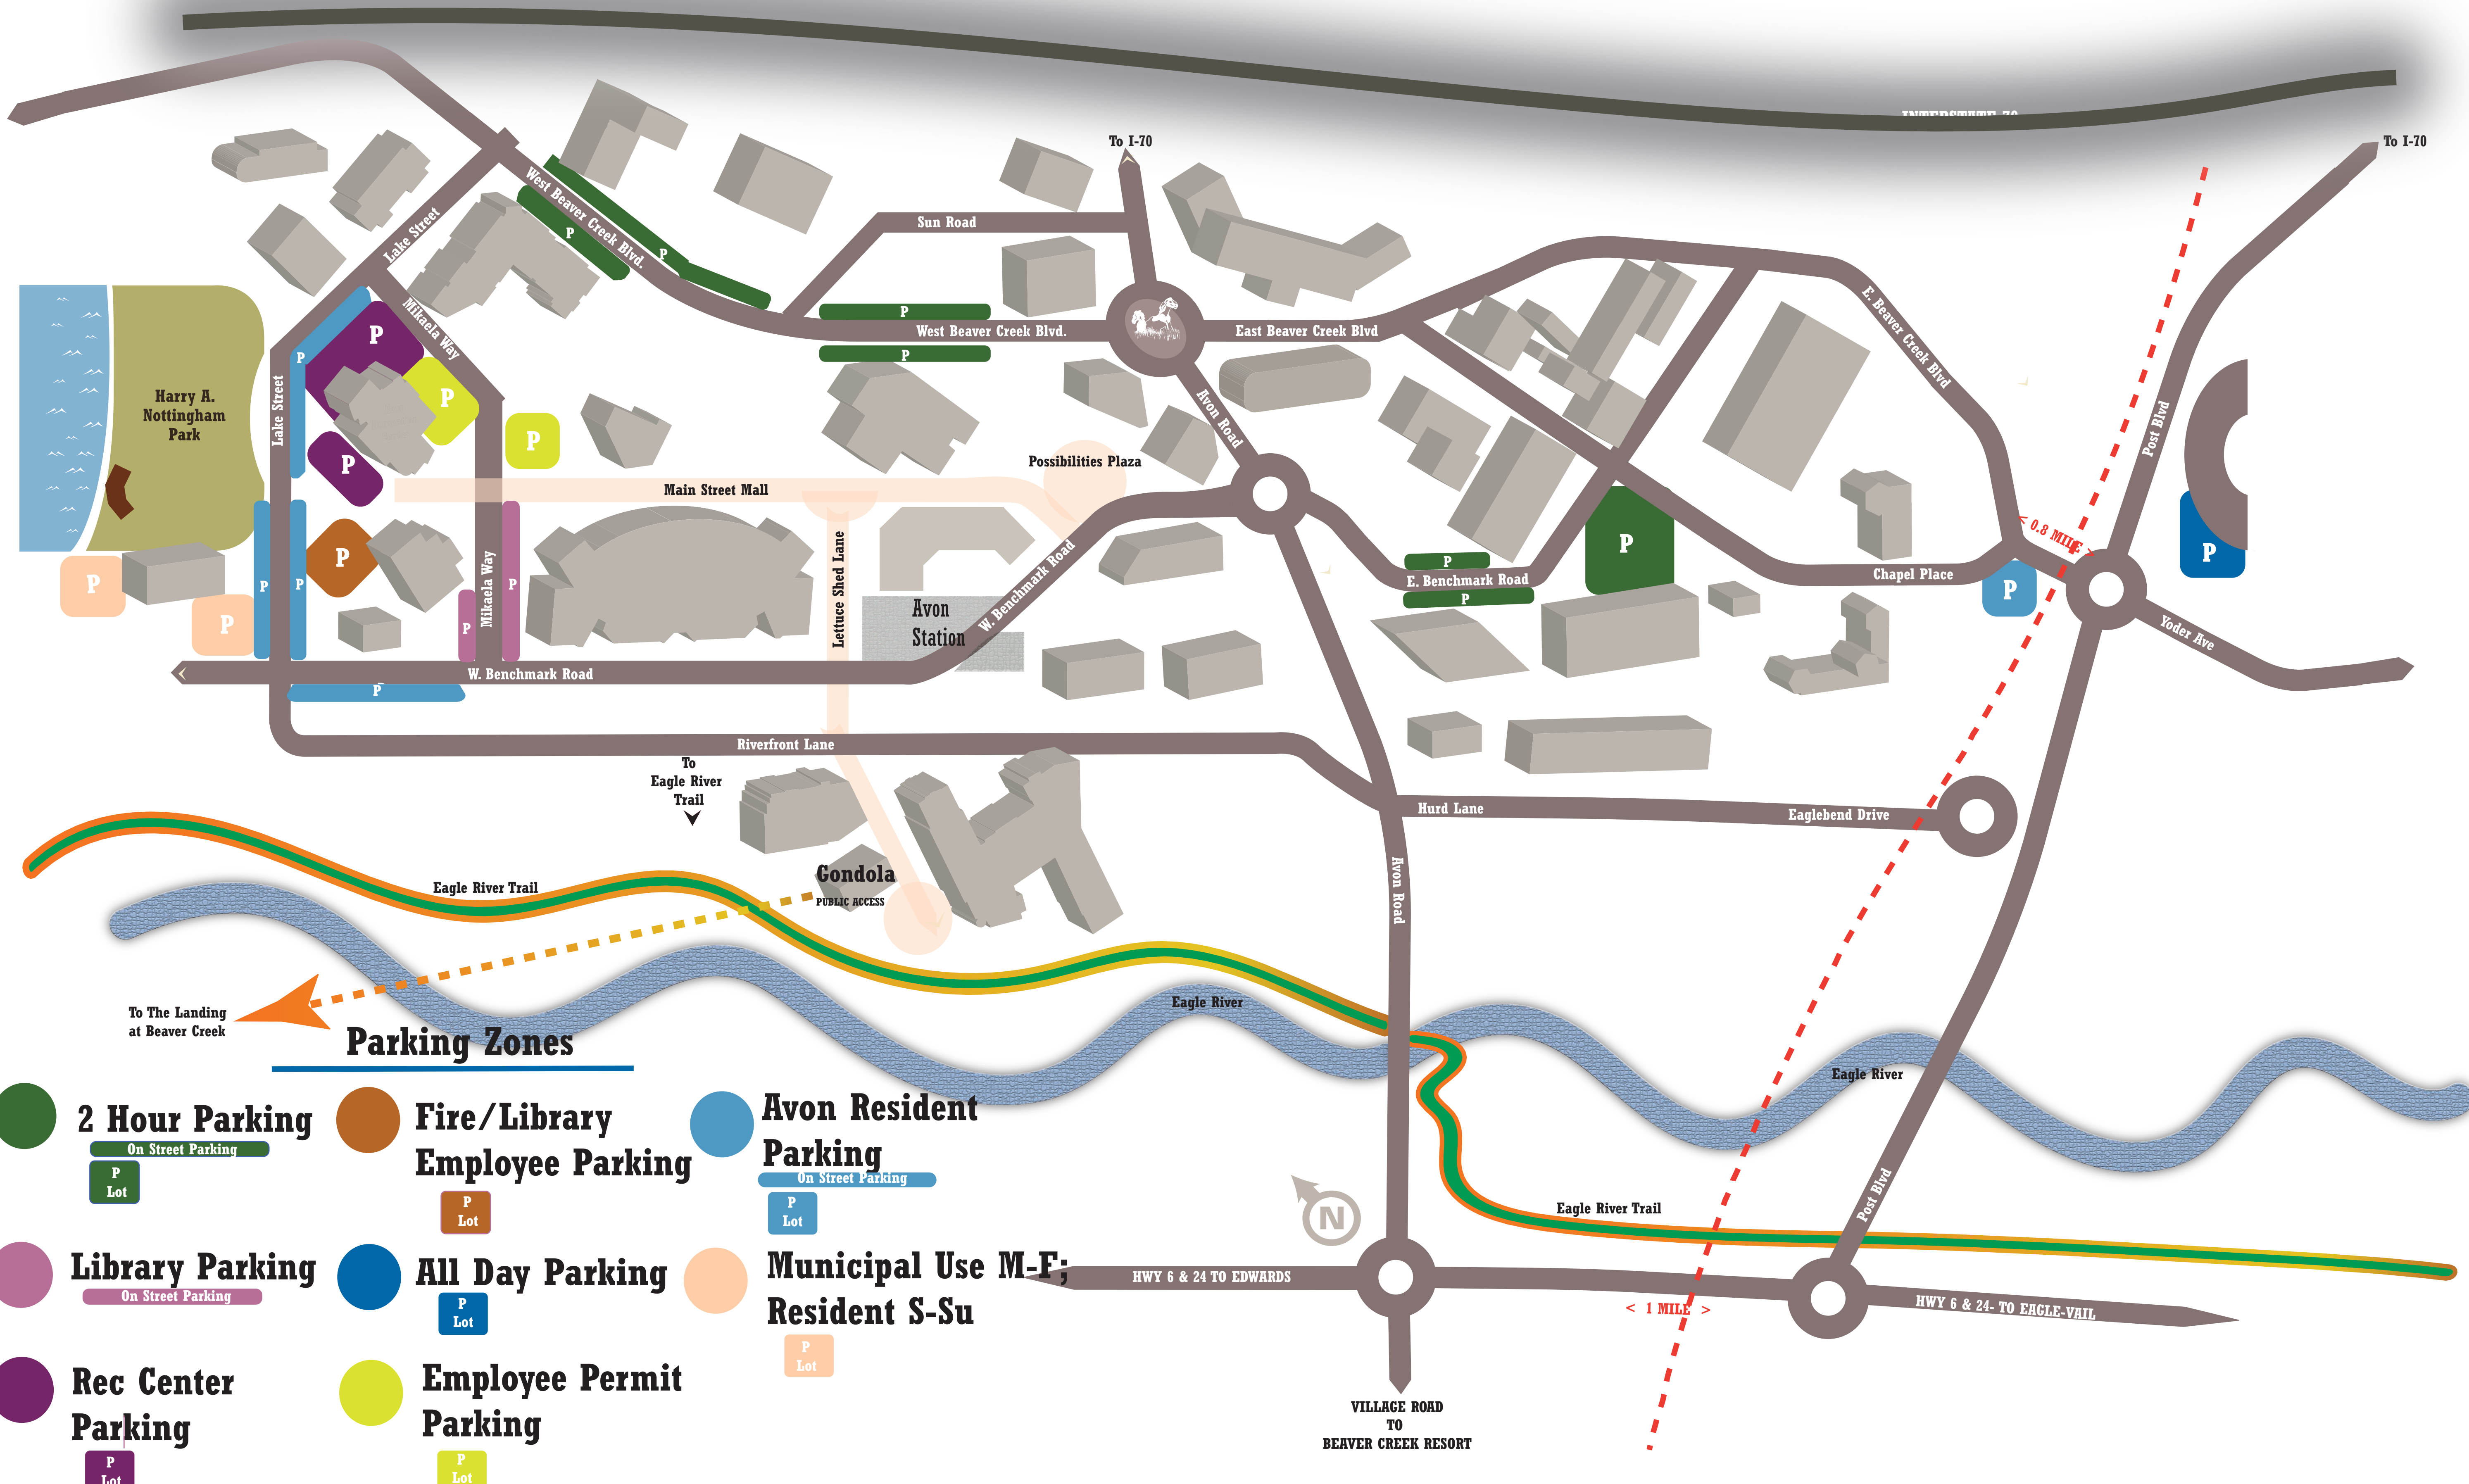 INTERSTATE 70
To I-70
To I-70
West Beaver Creek Blvd.
P
P
Lake Street
Sun Road
Mikaela Way
P
P
P
West Beaver Creek Blvd.
East Beaver Creek Blvd
E. Beaver Creek Blvd
P
P
Lake Street
Harry A.
Nottingham
Park
P
P
P
Avon Road
Post Blvd
Possibilities Plaza
Main Street Mall
P
P
P
P
P
P
P
P
Mikaela Way
P
Lettuce Shed Lane
W. Benchmark Road
Avon
Station
P
E. Benchmark Road
P
P
Chapel Place
< 0.8 MILE >
P
P
Yoder Ave
W. Benchmark Road
P
Riverfront Lane
To
Eagle River
Trail
Hurd Lane
Eaglebend Drive
Avon Road
Gondola
PUBLIC ACCESS
Eagle River Trail
Eagle River
Eagle River
To The Landing
at Beaver Creek
Parking Zones
2 Hour Parking
On Street Parking
P
Lot
Fire/Library
Employee Parking
P
Lot
Avon Resident
Parking
On Street Parking
P
Lot
Library Parking
On Street Parking
All Day Parking
P
Lot
Municipal Use M-F;
Resident S-Su
P
Lot
Rec Center
Parking
P
Lot
Employee Permit
Parking
P
Lot
N
Eagle River Trail
Post Blvd
HWY 6 & 24 TO EDWARDS
< 1 MILE >
HWY 6 & 24- TO EAGLE-VAIL
VILLAGE ROAD
TO
BEAVER CREEK RESORT